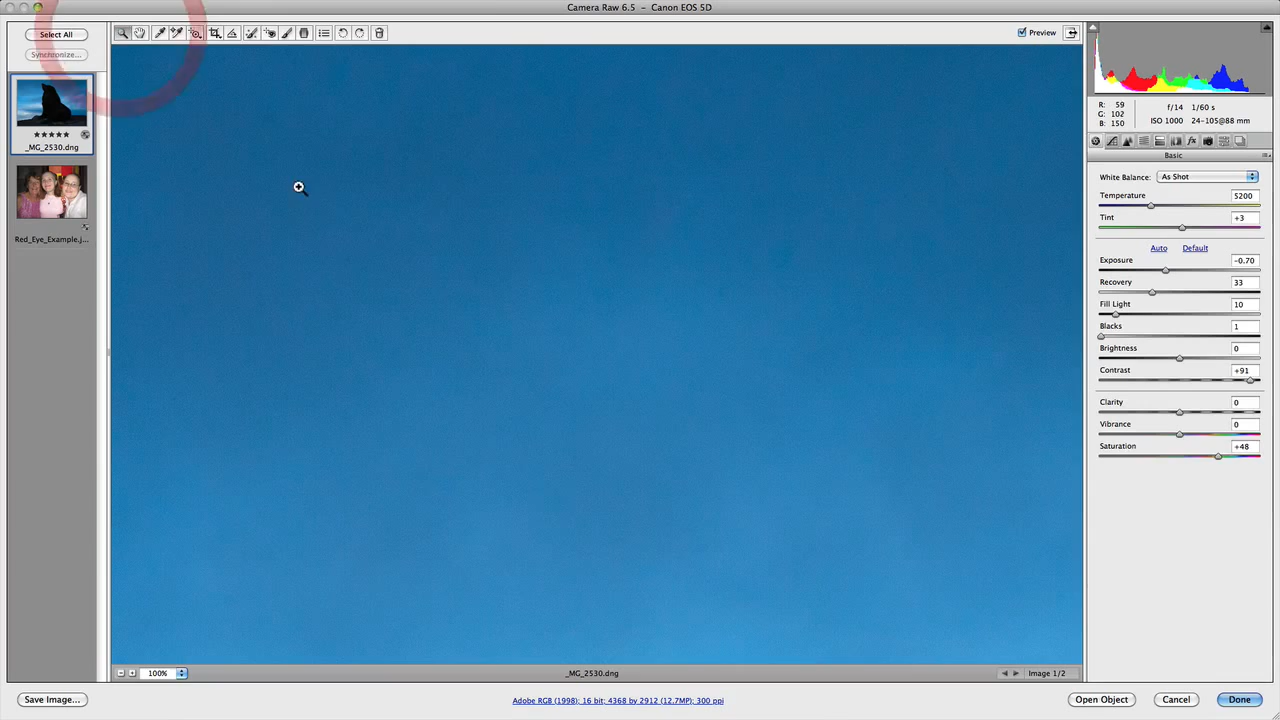 Camera Raw 6.5 - Canon EOS 5D
Select All
Synchronize...
Preview
_MG_2530.dng
Red_Eye_Example.j...
R: 59
G: 102
B: 150
f/14 1/60 s
ISO 1000 24-105@88 mm
Basic
White Balance: As Shot
Temperature 5200
Tint +3
Auto Default
Exposure -0.70
Recovery 33
Fill Light 10
Blacks 1
Brightness 0
Contrast +91
Clarity 0
Vibrance 0
Saturation +48
100%
_MG_2530.dng
Image 1/2
Save Image...
Adobe RGB (1998); 16 bit; 4368 by 2912 (12.7MP); 300 ppi
Open Object
Cancel
Done